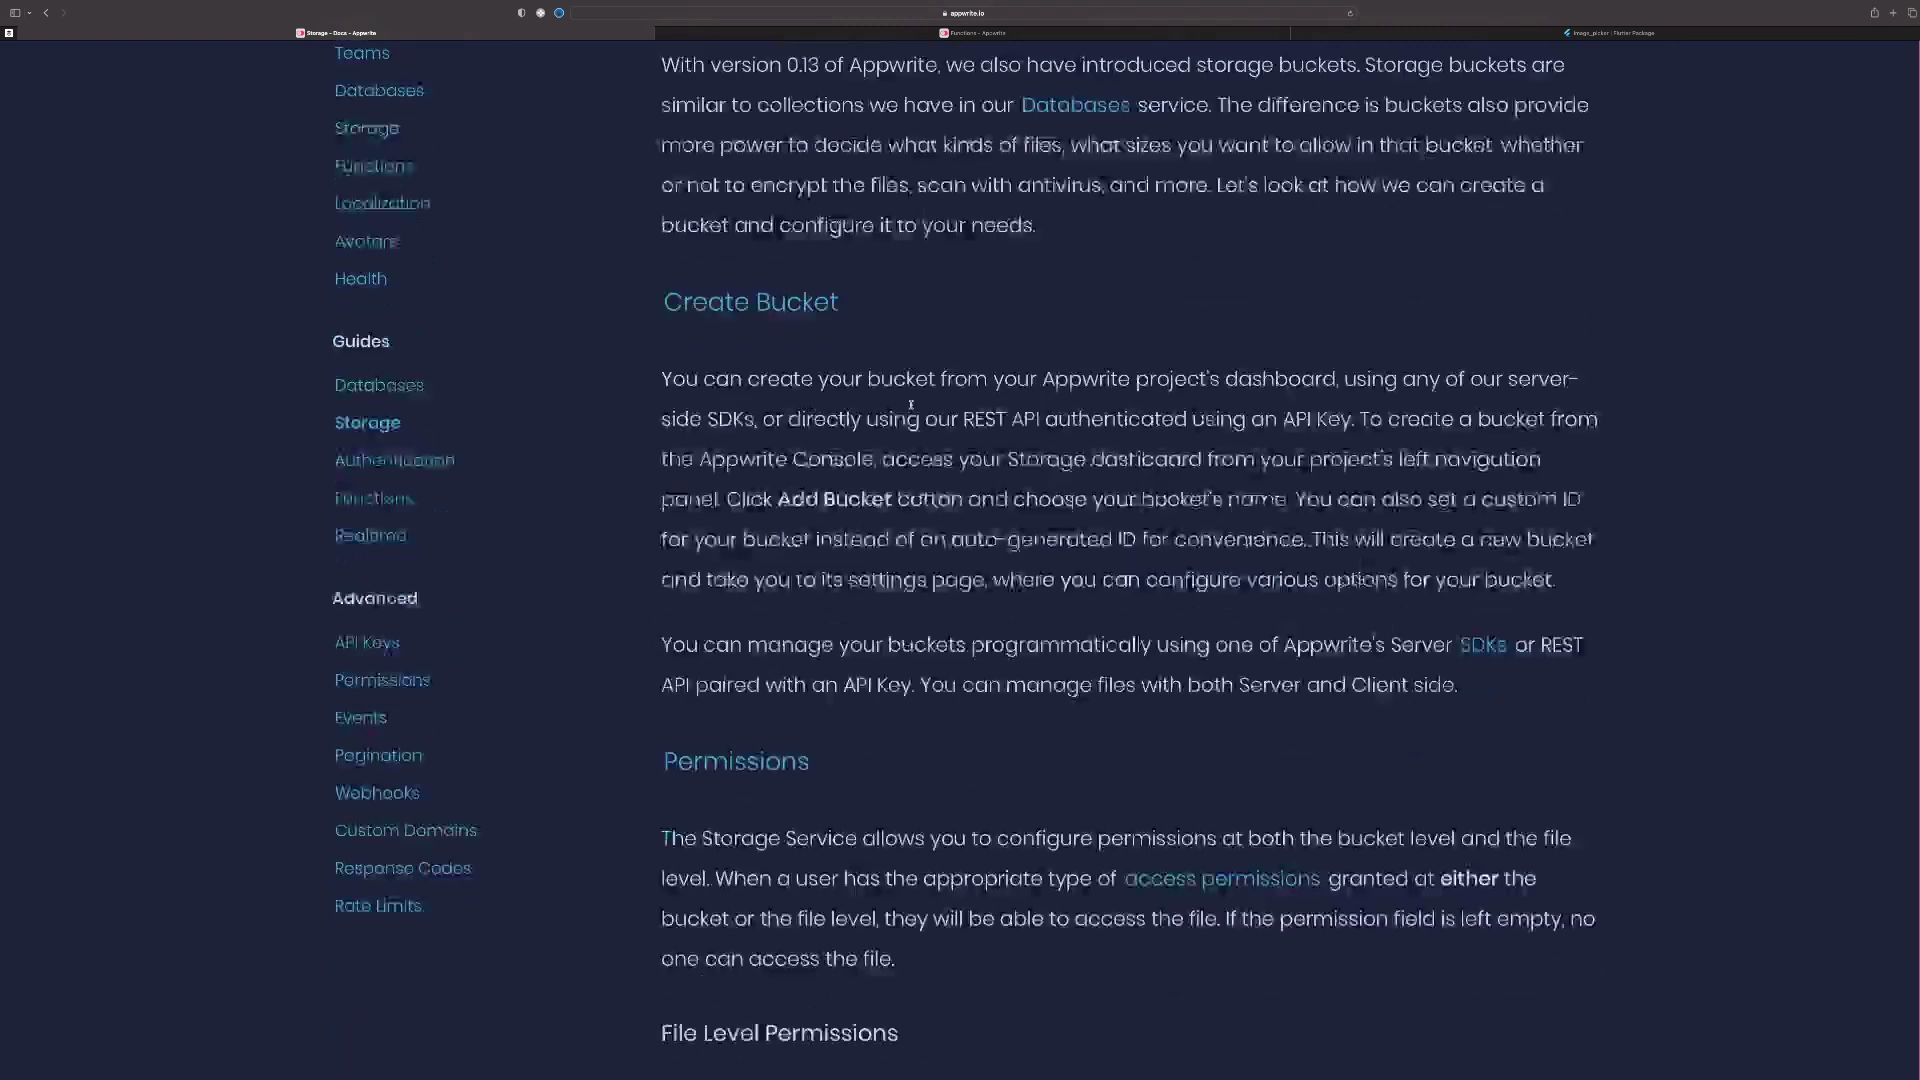 appwrite.io
Storage - Docs - Appwrite
Functions - Appwrite
image_picker | Flutter Package
Teams
Databases
Storage
Functions
Localization
Avatars
Health
Guides
Databases
Storage
Authentication
Functions
Realtime
Advanced
API Keys
Permissions
Events
Pagination
Webhooks
Custom Domains
Response Codes
Rate Limits
With version 0.13 of Appwrite, we also have introduced storage buckets. Storage buckets are
similar to collections we have in our Databases service. The difference is buckets also provide
more power to decide what kinds of files, what sizes you want to allow in that bucket whether
or not to encrypt the files, scan with antivirus, and more. Let's look at how we can create a
bucket and configure it to your needs.
Create Bucket
You can create your bucket from your Appwrite project's dashboard, using any of our server-
side SDKs, or directly using our REST API authenticated using an API Key. To create a bucket from
the Appwrite Console, access your Storage dashboard from your project's left navigation
panel. Click Add Bucket button and choose your bucket's name. You can also set a custom ID
for your bucket instead of an auto-generated ID for convenience. This will create a new bucket
and take you to its settings page, where you can configure various options for your bucket.
You can manage your buckets programmatically using one of Appwrite's Server SDKs or REST
API paired with an API Key. You can manage files with both Server and Client side.
Permissions
The Storage Service allows you to configure permissions at both the bucket level and the file
level. When a user has the appropriate type of access permissions granted at either the
bucket or the file level, they will be able to access the file. If the permission field is left empty, no
one can access the file.
File Level Permissions